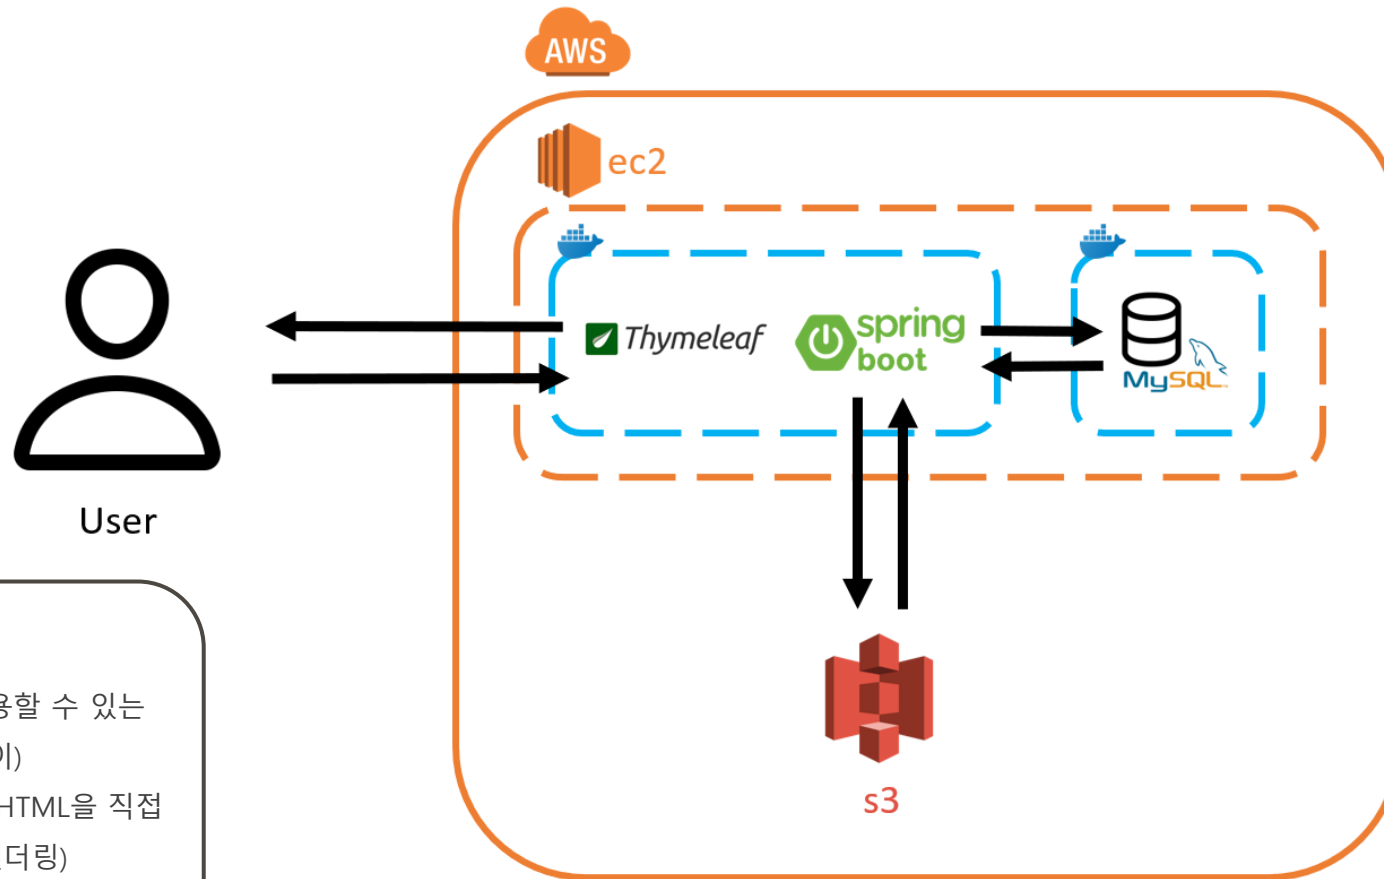 AWS
ec2
Thymeleaf
spring
boot
MySQL
User
용할 수 있는
이)
HTML을 직접
더링)
s3